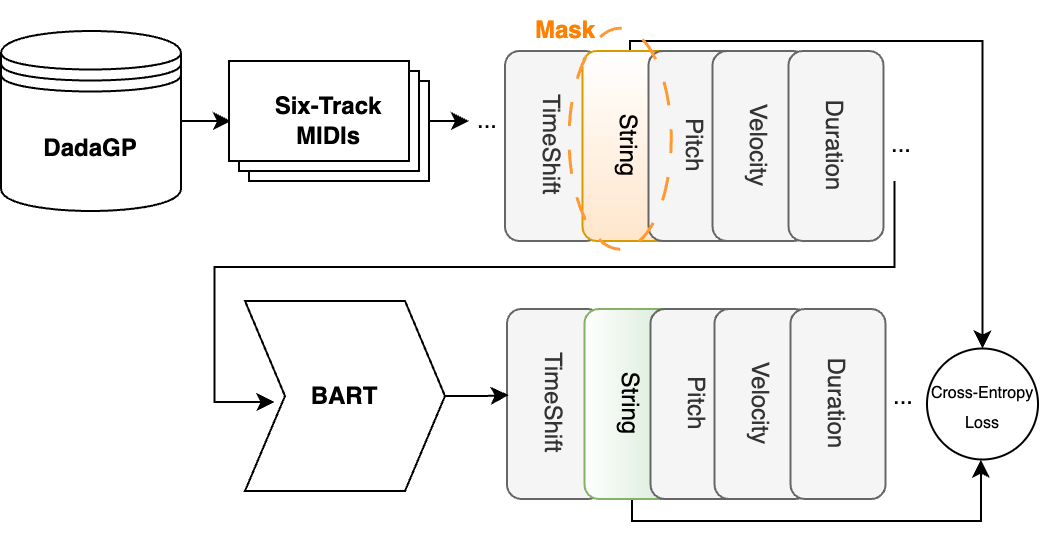 Mask
DadaGP
Six-Track
MIDIs
...
TimeShift
String
Pitch
Velocity
Duration
...
BART
TimeShift
String
Pitch
Velocity
Duration
...
Cross-Entropy
Loss